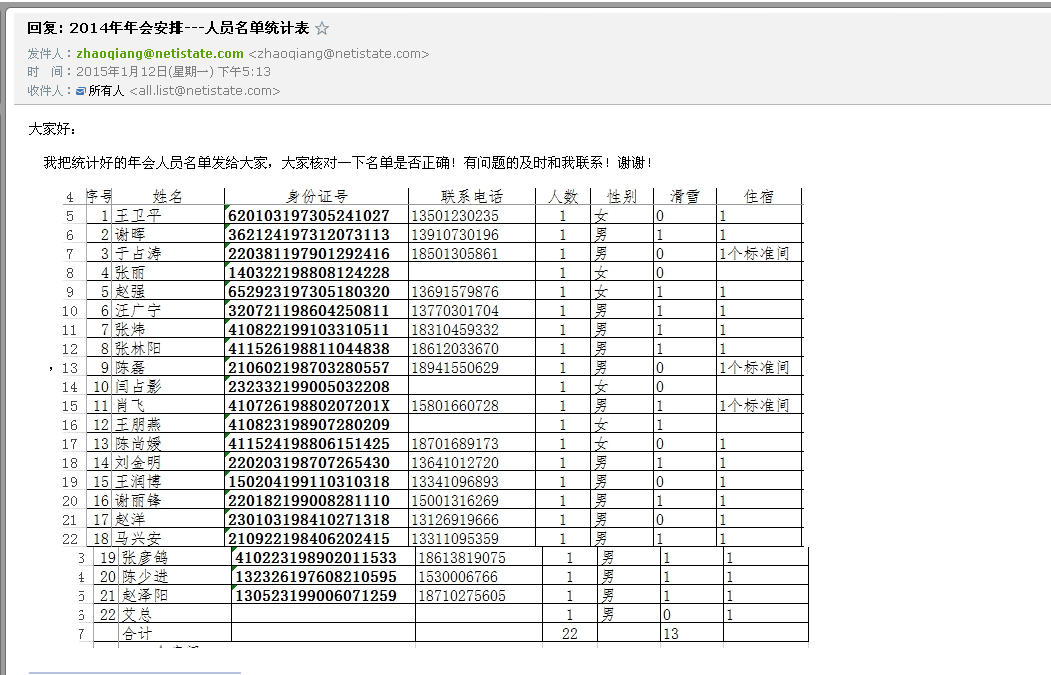 回复: 2014年年会安排---人员名单统计表 ☆
发件人：zhaoqiang@netistate.com <zhaoqiang@netistate.com>
时 间：2015年1月12日(星期一) 下午5:13
收件人：所有人 <all.list@netistate.com>
大家好：
我把统计好的年会人员名单发给大家，大家核对一下名单是否正确！有问题的及时和我联系！谢谢！
4 序号 姓名 身份证号 联系电话 人数 性别 滑雪 住宿
5 1 王卫平 620103197305241027 13501230235 1 女 0 1
6 2 谢晖 362124197312073113 13910730196 1 男 1 1
7 3 于占涛 220381197901292416 18501305861 1 男 0 1个标准间
8 4 张丽 140322198808124228 1 女 0
9 5 赵强 652923197305180320 13691579876 1 女 1 1
10 6 汪广宁 320721198604250811 13770301704 1 男 1 1
11 7 张炜 410822199103310511 18310459332 1 男 1 1
12 8 张林阳 411526198811044838 18612033670 1 男 1 1
, 13 9 陈磊 210602198703280557 18941550629 1 男 0 1个标准间
14 10 闫占影 232332199005032208 1 女 0
15 11 肖飞 41072619880207201X 15801660728 1 男 1 1个标准间
16 12 王朋燕 410823198907280209 1 女 1
17 13 陈尚媛 411524198806151425 18701689173 1 女 0 1
18 14 刘金明 220203198707265430 13641012720 1 男 1 1
19 15 王润博 150204199110310318 13341096893 1 男 0 1
20 16 谢丽锋 220182199008281110 15001316269 1 男 1 1
21 17 赵洋 230103198410271318 13126919666 1 男 0 1
22 18 马兴安 210922198406202415 13311095359 1 男 1 1
3 19 张彦鸽 410223198902011533 18613819075 1 男 1 1
4 20 陈少进 132326197608210595 1530006766 1 男 1 1
5 21 赵泽阳 130523199006071259 18710275605 1 男 1 1
6 22 艾总 1 男 0 1
7 合计 22 13